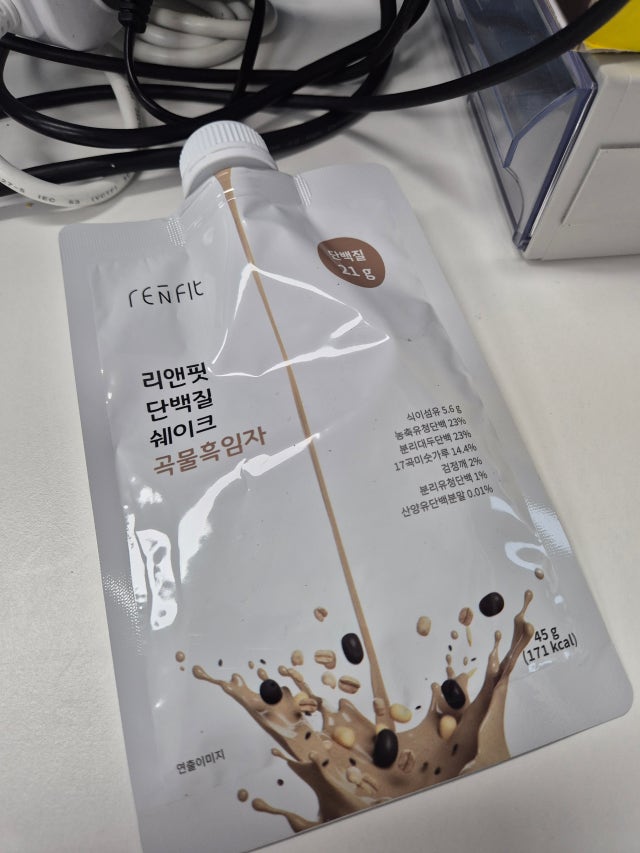 RENFIT
단백질
21 g
리앤핏
단백질
쉐이크
곡물흑임자
식이섬유 5.6 g
농축유청단백 23%
분리대두단백 23%
17곡미숫가루 14.4%
검정깨 2%
분리유청단백 1%
산양유단백분말 0.01%
45 g
(171 kcal)
연출이미지